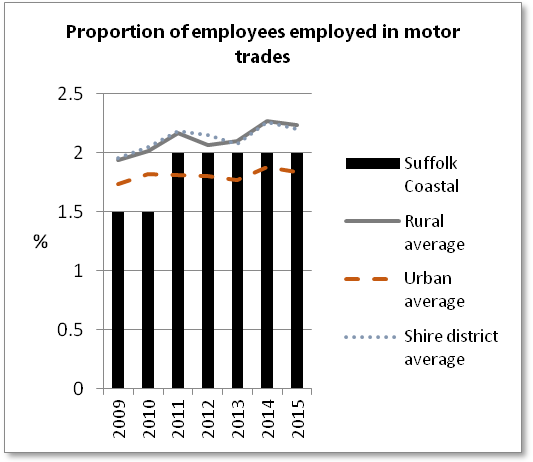 Proportion of employees employed in motor
trades
2.5
2
1.5
1
0.5
0
%
2009
2010
2011
2012
2013
2014
2015
Suffolk
Coastal
Rural
average
Urban
average
Shire district
average